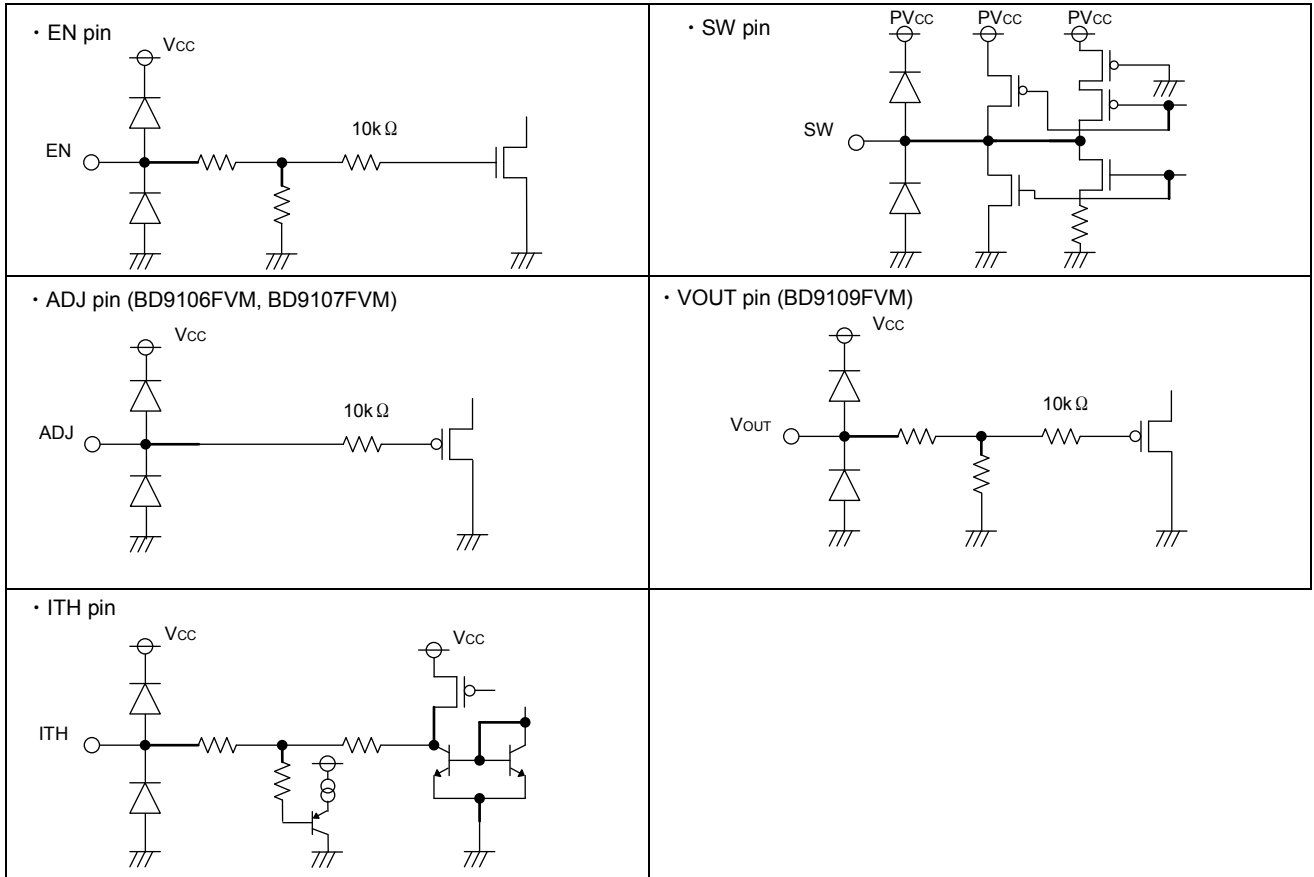 ・EN pin
VCC
10kΩ
EN
・SW pin
PVCC PVCC PVCC
SW
・ADJ pin (BD9106FVM, BD9107FVM)
VCC
10kΩ
ADJ
・VOUT pin (BD9109FVM)
VCC
10kΩ
VOUT
・ITH pin
VCC VCC
ITH